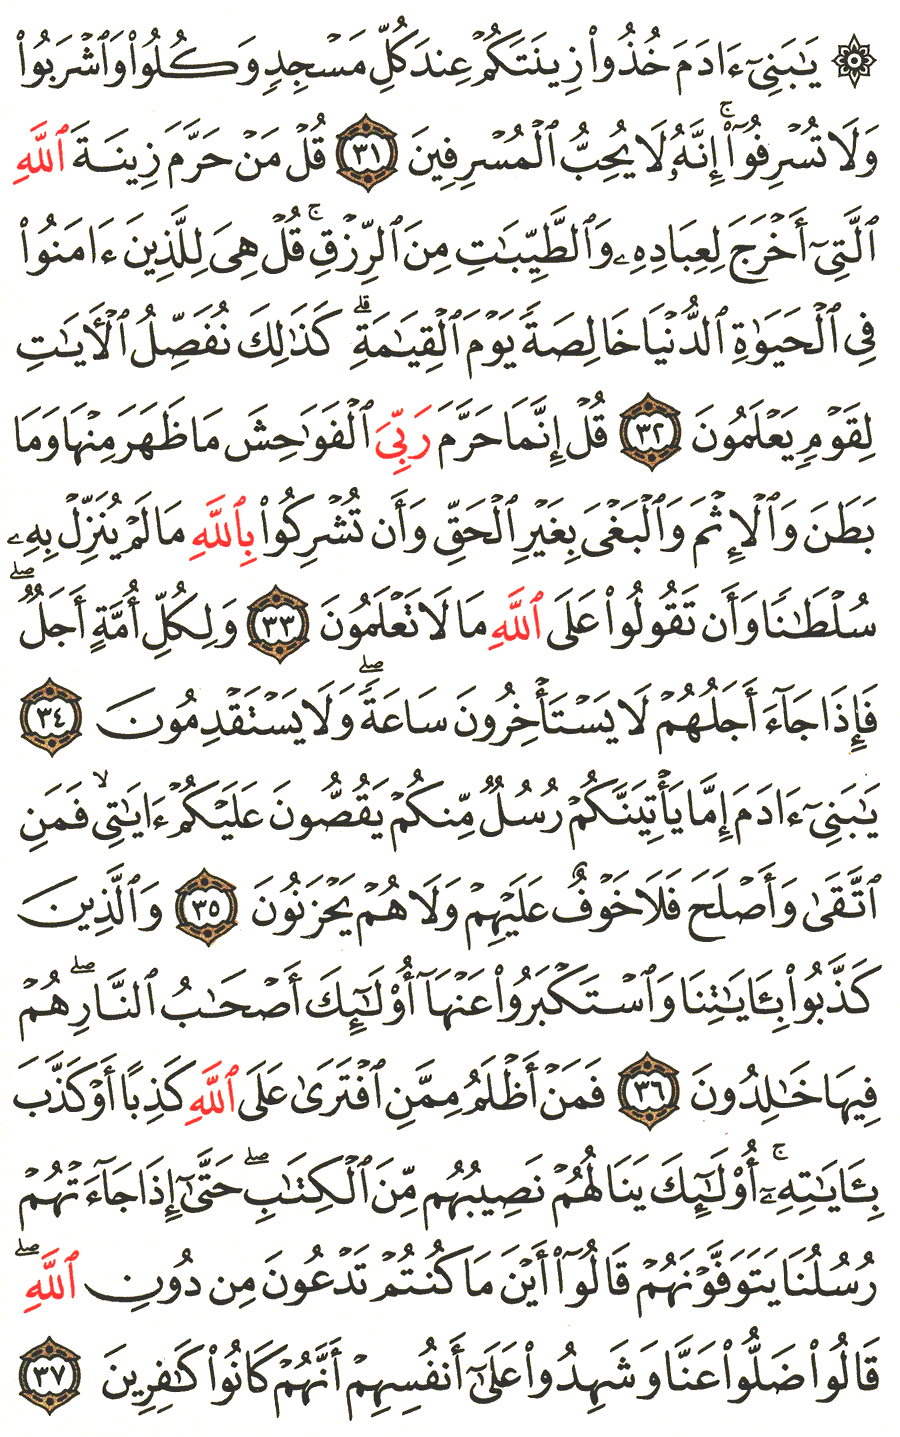 ۞ يَٰبَنِيٓ ءَادَمَ خُذُواْ زِينَتَكُمۡ عِندَ كُلِّ مَسۡجِدٖ وَكُلُواْ وَٱشۡرَبُواْ
وَلَا تُسۡرِفُوٓاْۚ إِنَّهُۥ لَا يُحِبُّ ٱلۡمُسۡرِفِينَ ٣١ قُلۡ مَنۡ حَرَّمَ زِينَةَ ٱللَّهِ
ٱلَّتِيٓ أَخۡرَجَ لِعِبَادِهِۦ وَٱلطَّيِّبَٰتِ مِنَ ٱلرِّزۡقِۚ قُلۡ هِيَ لِلَّذِينَ ءَامَنُواْ
فِي ٱلۡحَيَوٰةِ ٱلدُّنۡيَا خَالِصَةٗ يَوۡمَ ٱلۡقِيَٰمَةِۗ كَذَٰلِكَ نُفَصِّلُ ٱلۡأٓيَٰتِ
لِقَوۡمٖ يَعۡلَمُونَ ٣٢ قُلۡ إِنَّمَا حَرَّمَ رَبِّيَ ٱلۡفَوَٰحِشَ مَا ظَهَرَ مِنۡهَا وَمَا
بَطَنَ وَٱلۡإِثۡمَ وَٱلۡبَغۡيَ بِغَيۡرِ ٱلۡحَقِّ وَأَن تُشۡرِكُواْ بِٱللَّهِ مَا لَمۡ يُنَزِّلۡ بِهِۦ
سُلۡطَٰنٗا وَأَن تَقُولُواْ عَلَى ٱللَّهِ مَا لَا تَعۡلَمُونَ ٣٣ وَلِكُلِّ أُمَّةٍ أَجَلٞۖ
فَإِذَا جَآءَ أَجَلُهُمۡ لَا يَسۡتَأۡخِرُونَ سَاعَةٗۖ وَلَا يَسۡتَقۡدِمُونَ ٣٤
يَٰبَنِيٓ ءَادَمَ إِمَّا يَأۡتِيَنَّكُمۡ رُسُلٞ مِّنكُمۡ يَقُصُّونَ عَلَيۡكُمۡ ءَايَٰتِي ۙ فَمَنِ
ٱتَّقَىٰ وَأَصۡلَحَ فَلَا خَوۡفٌ عَلَيۡهِمۡ وَلَا هُمۡ يَحۡزَنُونَ ٣٥ وَٱلَّذِينَ
كَذَّبُواْ بِـَٔايَٰتِنَا وَٱسۡتَكۡبَرُواْ عَنۡهَآ أُوْلَٰٓئِكَ أَصۡحَٰبُ ٱلنَّارِۖ هُمۡ
فِيهَا خَٰلِدُونَ ٣٦ فَمَنۡ أَظۡلَمُ مِمَّنِ ٱفۡتَرَىٰ عَلَى ٱللَّهِ كَذِبًا أَوۡ كَذَّبَ
بِـَٔايَٰتِهِۦٓۚ أُوْلَٰٓئِكَ يَنَالُهُمۡ نَصِيبُهُم مِّنَ ٱلۡكِتَٰبِۖ حَتَّىٰٓ إِذَا جَآءَتۡهُمۡ
رُسُلُنَا يَتَوَفَّوۡنَهُمۡ قَالُوٓاْ أَيۡنَ مَا كُنتُمۡ تَدۡعُونَ مِن دُونِ ٱللَّهِۖ
قَالُواْ ضَلُّواْ عَنَّا وَشَهِدُواْ عَلَىٰٓ أَنفُسِهِمۡ أَنَّهُمۡ كَانُواْ كَٰفِرِينَ ٣٧